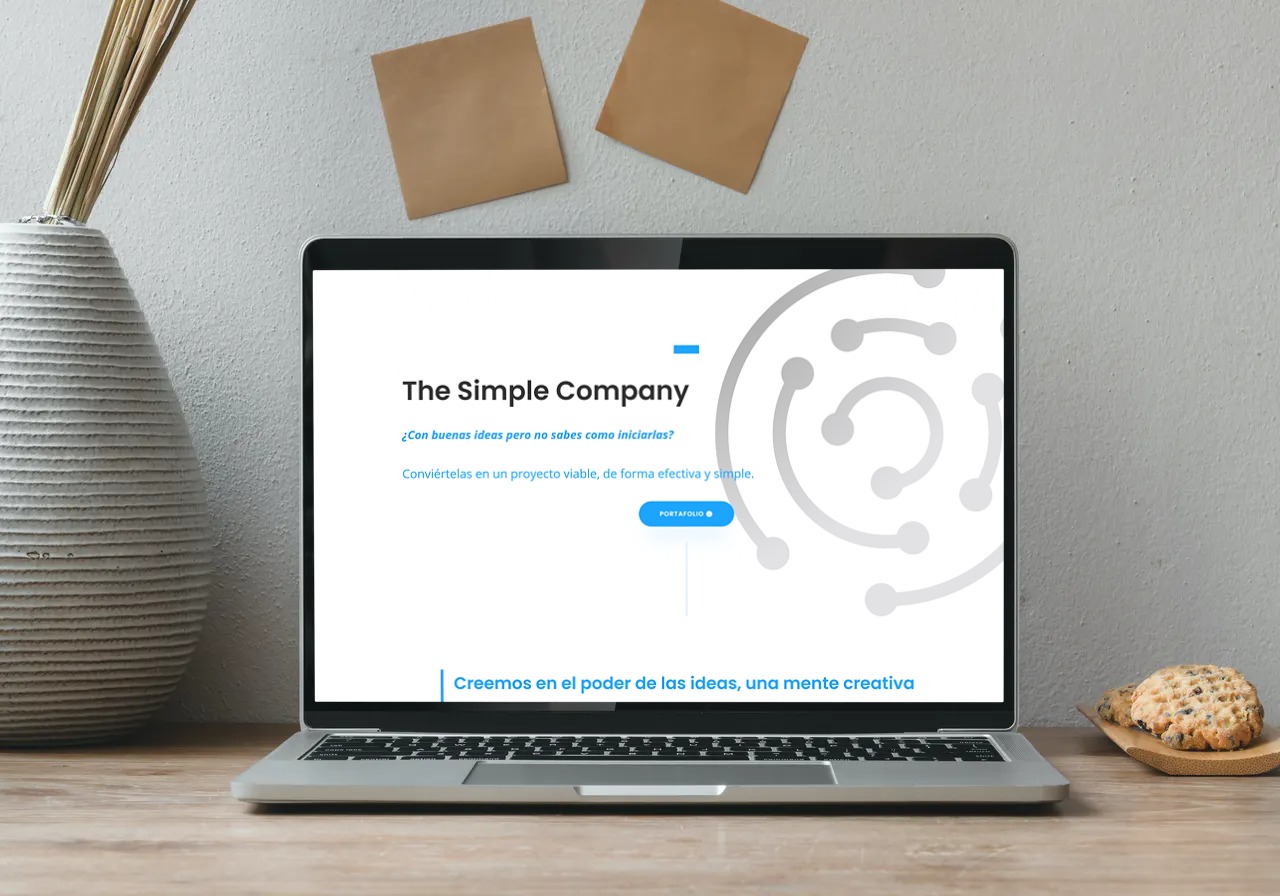 The Simple Company
¿Con buenas ideas pero no sabes como iniciarlas?
Conviértelas en un proyecto viable, de forma efectiva y simple.
PORTAFOLIO
Creemos en el poder de las ideas, una mente creativa